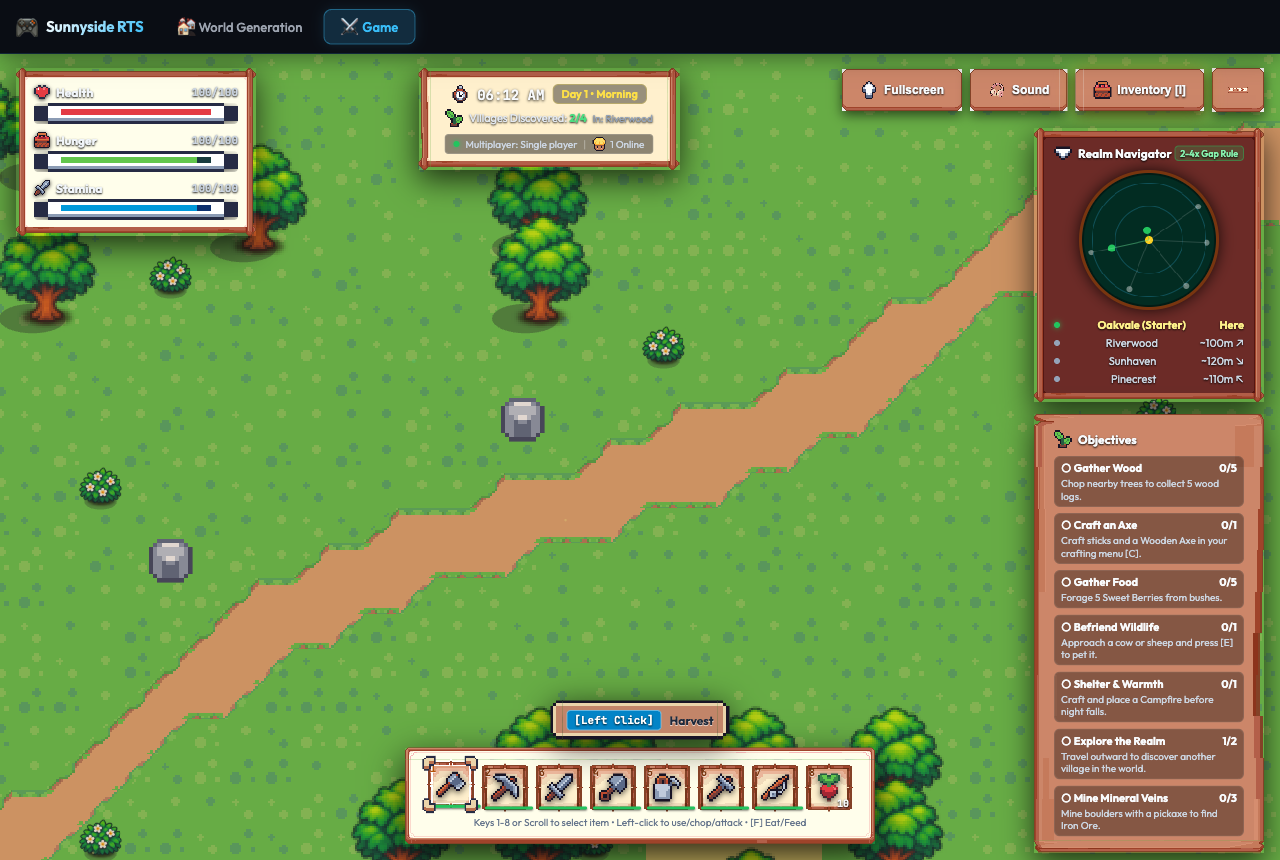 Sunnyside RTS
World Generation
Game
Health 100/100
Hunger 100/100
Stamina 100/100
06:12 AM Day 1 • Morning
Villages Discovered: 2/4 In: Riverwood
Multiplayer: Single player | 1 Online
Fullscreen
Sound
Inventory [I]
Realm Navigator 2-4x Gap Rule
Oakvale (Starter) Here
Riverwood ~100m ↗
Sunhaven ~120m ↘
Pinecrest ~110m ↖
Objectives
Gather Wood 0/5
Chop nearby trees to collect 5 wood
logs.
Craft an Axe 0/1
Craft sticks and a Wooden Axe in your
crafting menu [C].
Gather Food 0/5
Forage 5 Sweet Berries from bushes.
Befriend Wildlife 0/1
Approach a cow or sheep and press [E]
to pet it.
Shelter & Warmth 0/1
Craft and place a Campfire before
night falls.
Explore the Realm 1/2
Travel outward to discover another
village in the world.
Mine Mineral Veins 0/3
Mine boulders with a pickaxe to find
Iron Ore.
[Left Click] Harvest
10
Keys 1-8 or Scroll to select item • Left-click to use/chop/attack • [F] Eat/Feed